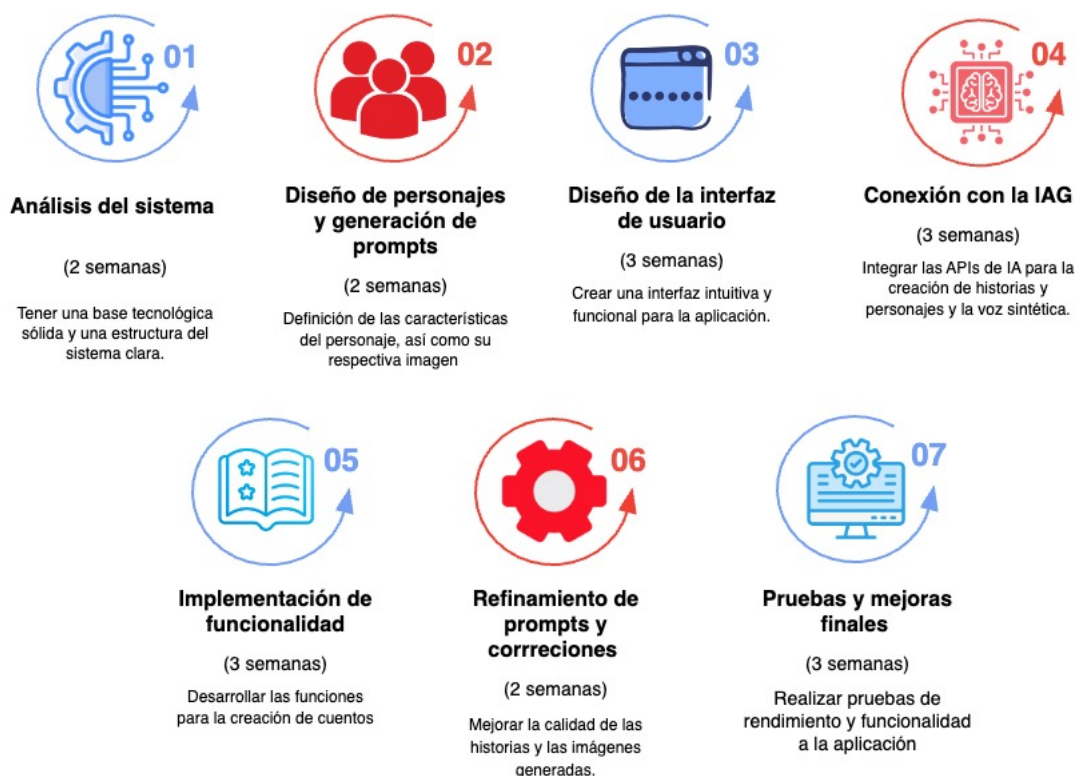 01
Análisis del sistema
(2 semanas)
Tener una base tecnológica
sólida y una estructura del
sistema clara.
02
Diseño de personajes
y generación de
prompts
(2 semanas)
Definición de las características
del personaje, así como su
respectiva imagen
03
Diseño de la interfaz
de usuario
(3 semanas)
Crear una interfaz intuitiva y
funcional para la aplicación.
04
Conexión con la IAG
(3 semanas)
Integrar las APIs de IA para la
creación de historias y
personajes y la voz sintética.
05
Implementación de
funcionalidad
(3 semanas)
Desarrollar las funciones
para la creación de cuentos
06
Refinamiento de
prompts y
corrreciones
(2 semanas)
Mejorar la calidad de las
historias y las imágenes
generadas.
07
Pruebas y mejoras
finales
(3 semanas)
Realizar pruebas de
rendimiento y funcionalidad
a la aplicación